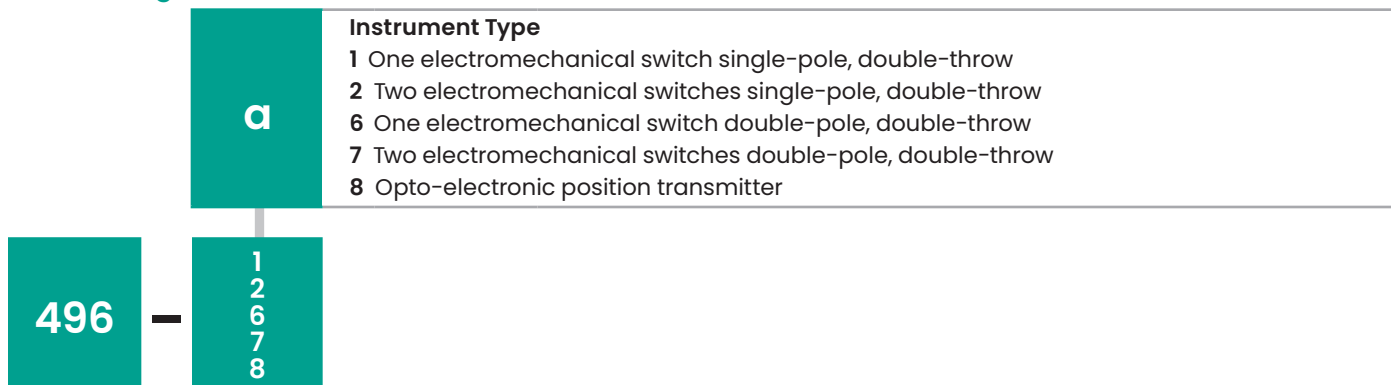 a
Instrument Type
1 One electromechanical switch single-pole, double-throw
2 Two electromechanical switches single-pole, double-throw
6 One electromechanical switch double-pole, double-throw
7 Two electromechanical switches double-pole, double-throw
8 Opto-electronic position transmitter
496 –
1
2
6
7
8